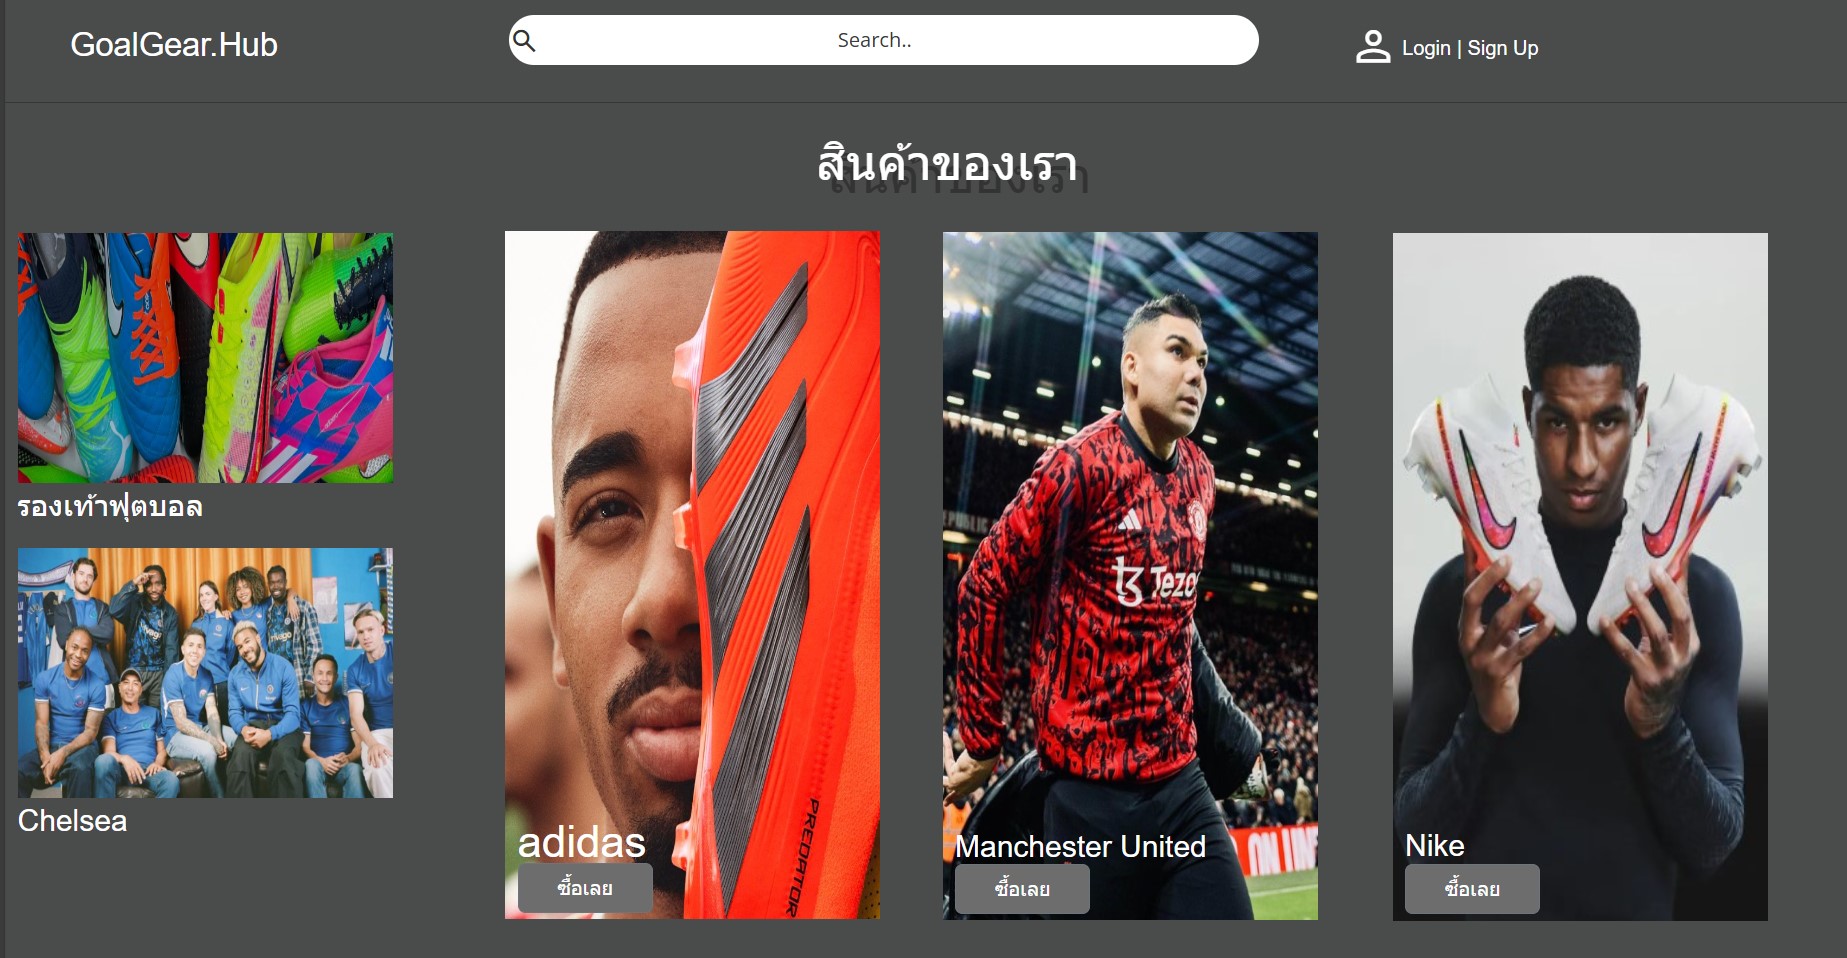 GoalGear.Hub
Search..
Login | Sign Up
สินค้าของเรา
รองเท้าฟุตบอล
Chelsea
PREDATOR
adidas
ซื้อเลย
Tezo
Manchester United
ซื้อเลย
Nike
ซื้อเลย